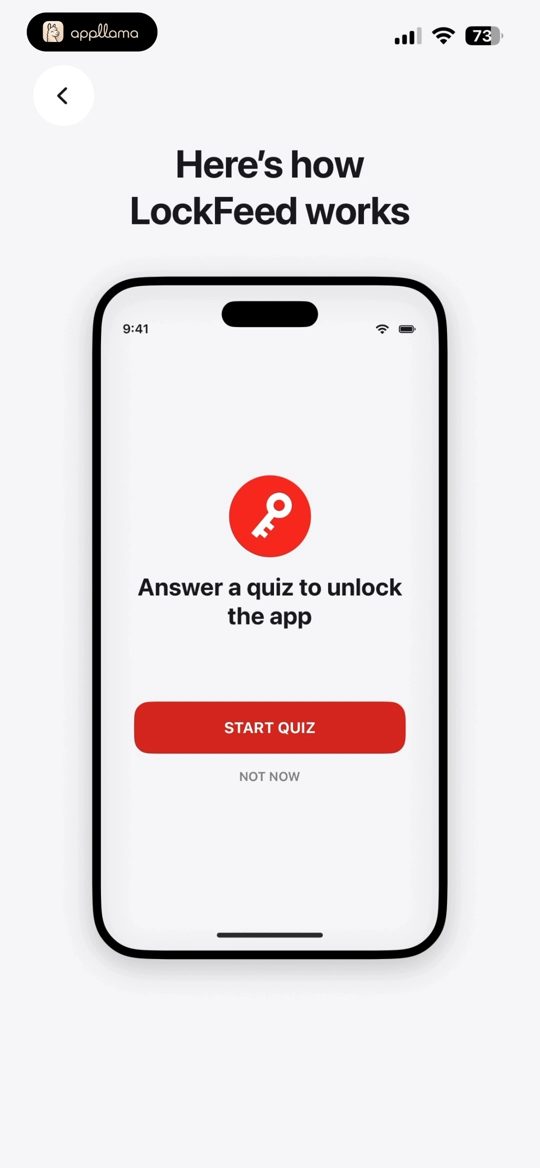 appllama
73
Here's how
LockFeed works
9:41
Answer a quiz to unlock
the app
START QUIZ
NOT NOW